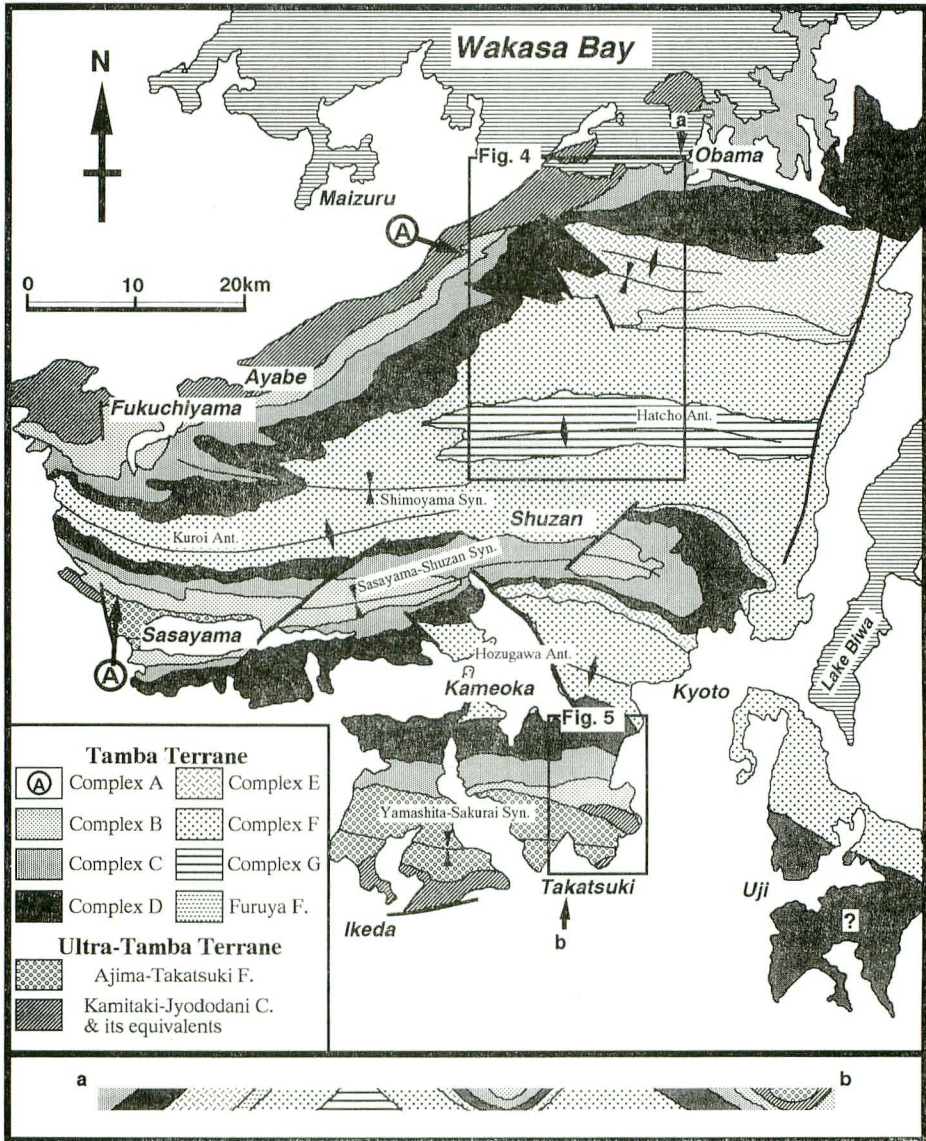 Wakasa Bay
N
a
Fig. 4
Obama
Maizuru
A
0 10 20km
Ayabe
Fukuchiyama
Hatcho Ant.
Shimoyama Syn.
Shuzan
Kuroi Ant.
Sasayama-Shuzan Syn.
Sasayama
A
Hozugawa Ant.
Kameoka
Kyoto
Lake Biwa
Fig. 5
Yamashita-Sakurai Syn.
Takatsuki
Ikeda
b
Uji
?
Tamba Terrane
A Complex A
Complex E
Complex B
Complex F
Complex C
Complex G
Complex D
Furuya F.
Ultra-Tamba Terrane
Ajima-Takatsuki F.
Kamitaki-Jyododani C.
& its equivalents
a b